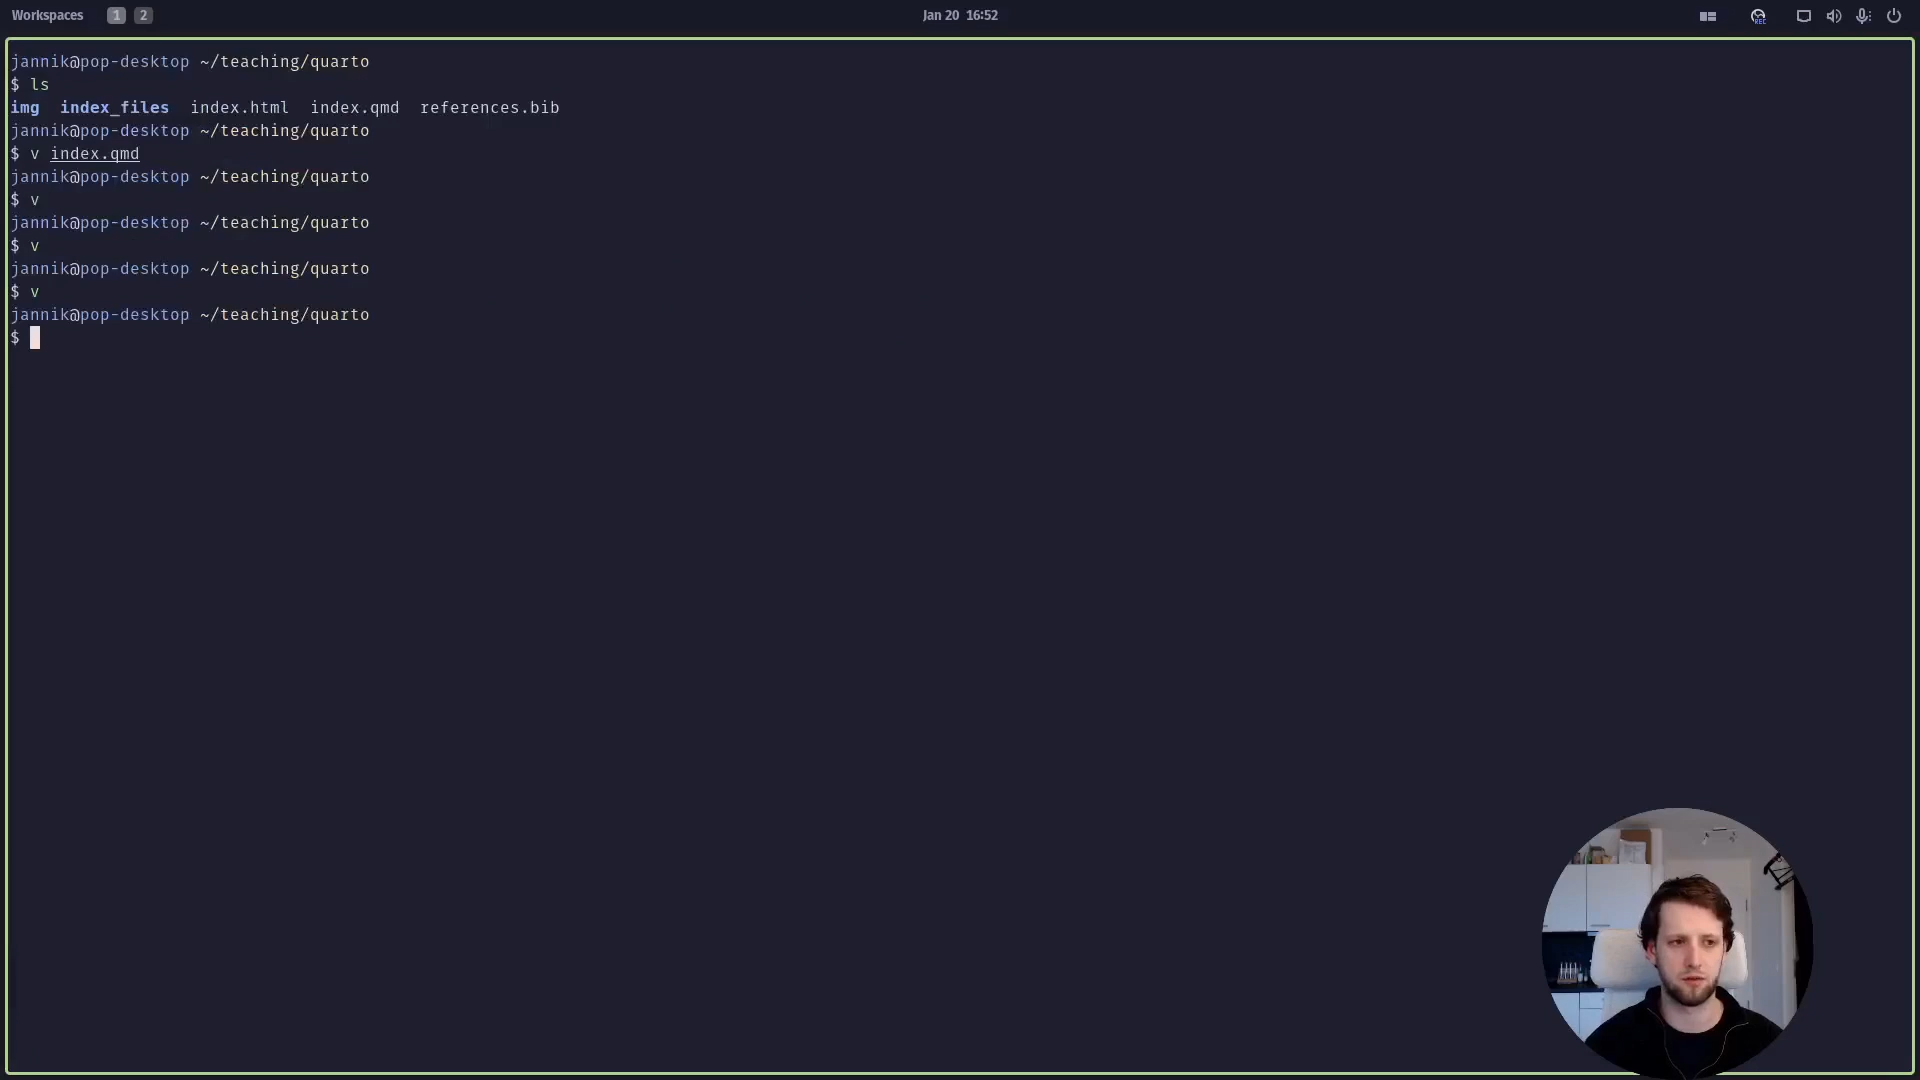 Workspaces 1 2 Jan 20 16:52
REC
jannik@pop-desktop ~/teaching/quarto
$ ls
img index_files index.html index.qmd references.bib
jannik@pop-desktop ~/teaching/quarto
$ v index.qmd
jannik@pop-desktop ~/teaching/quarto
$ v
jannik@pop-desktop ~/teaching/quarto
$ v
jannik@pop-desktop ~/teaching/quarto
$ v
jannik@pop-desktop ~/teaching/quarto
$